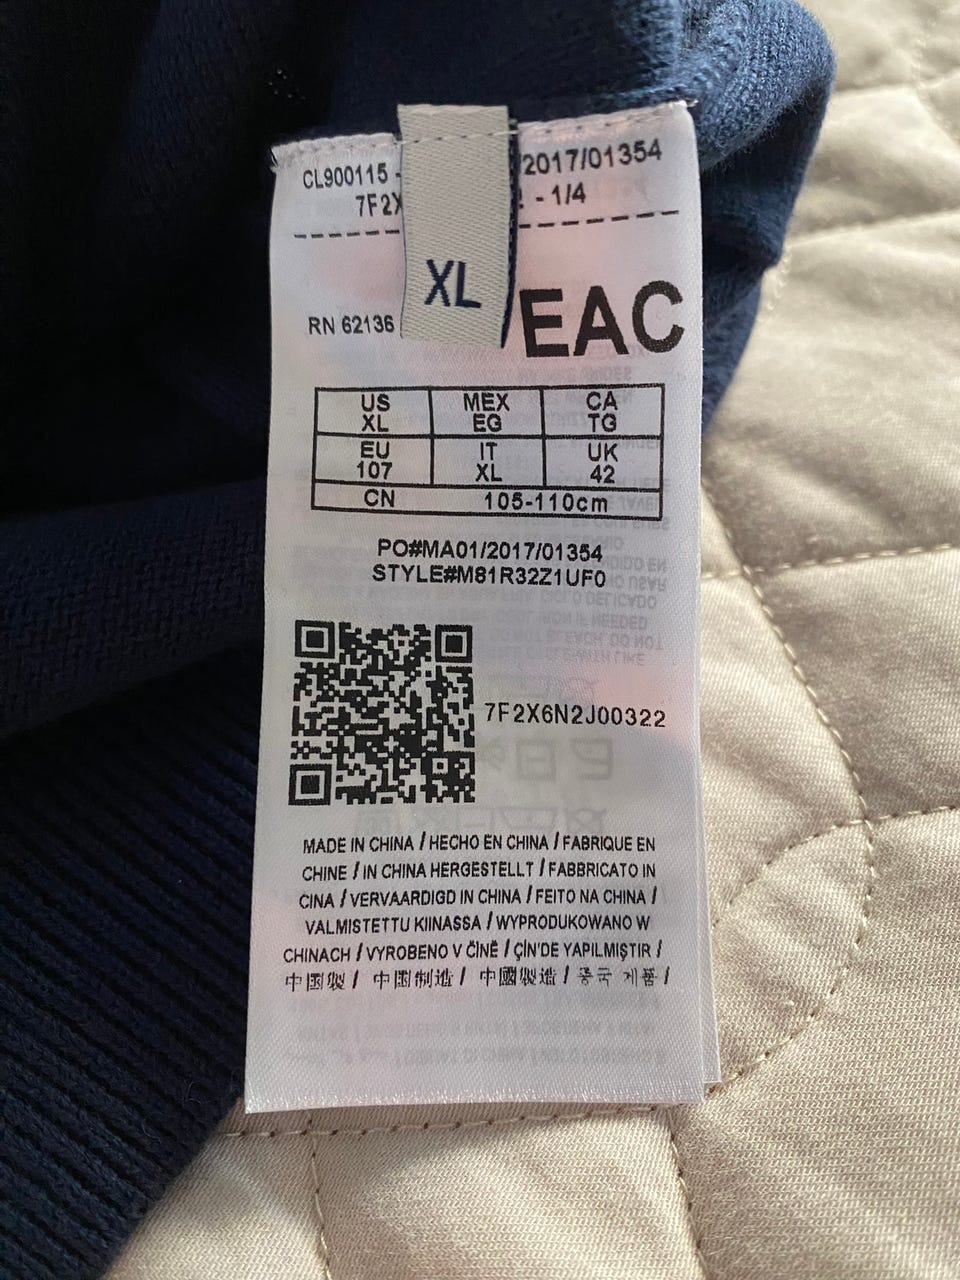 CL900115 - 2017/01354
7F2X - 1/4
XL
RN 62136
EAC
US MEX CA
XL EG TG
EU IT UK
107 XL 42
CN 105-110cm
PO#MA01/2017/01354
STYLE#M81R32Z1UF0
7F2X6N2J00322
MADE IN CHINA / HECHO EN CHINA / FABRIQUE EN
CHINE / IN CHINA HERGESTELLT / FABBRICATO IN
CINA / VERVAARDIGD IN CHINA / FEITO NA CHINA /
VALMISTETTU KIINASSA / WYPRODUKOWANO W
CHINACH / VYROBENO V ČÍNĚ / ÇİN'DE YAPILMIŞTIR /
中国製 / 中国制造 / 中國製造 / 중국 제품 /